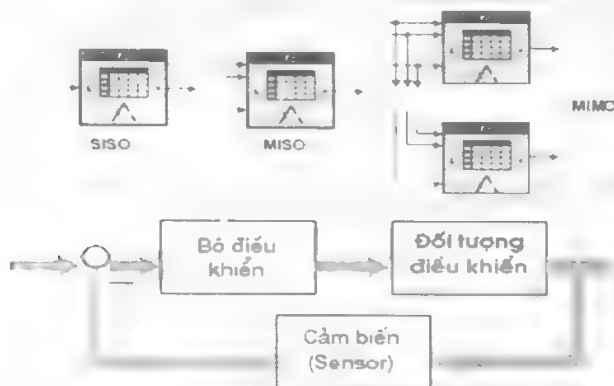 SISO
MISO
MIMO
Bộ điều
khiển
Đối tượng
điều khiển
Cảm biến
(Sensor)